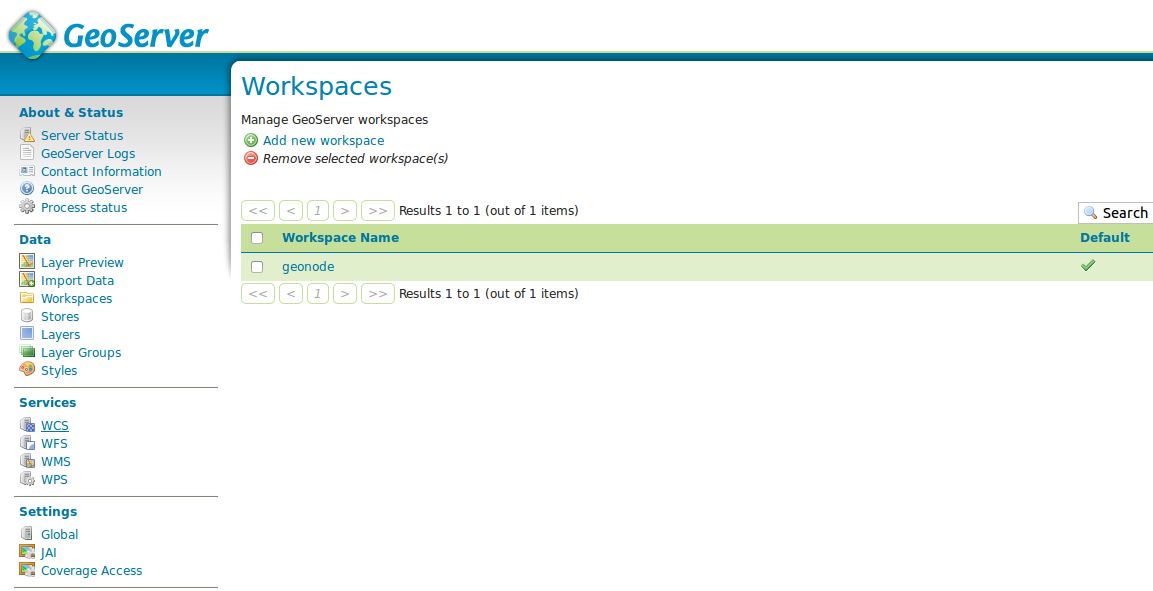 GeoServer
About & Status
Server Status
GeoServer Logs
Contact Information
About GeoServer
Process status
Data
Layer Preview
Import Data
Workspaces
Stores
Layers
Layer Groups
Styles
Services
WCS
WFS
WMS
WPS
Settings
Global
JAI
Coverage Access
Workspaces
Manage GeoServer workspaces
Add new workspace
Remove selected workspace(s)
<< < 1 > >> Results 1 to 1 (out of 1 items) Search
Workspace Name Default
geonode
<< < 1 > >> Results 1 to 1 (out of 1 items)